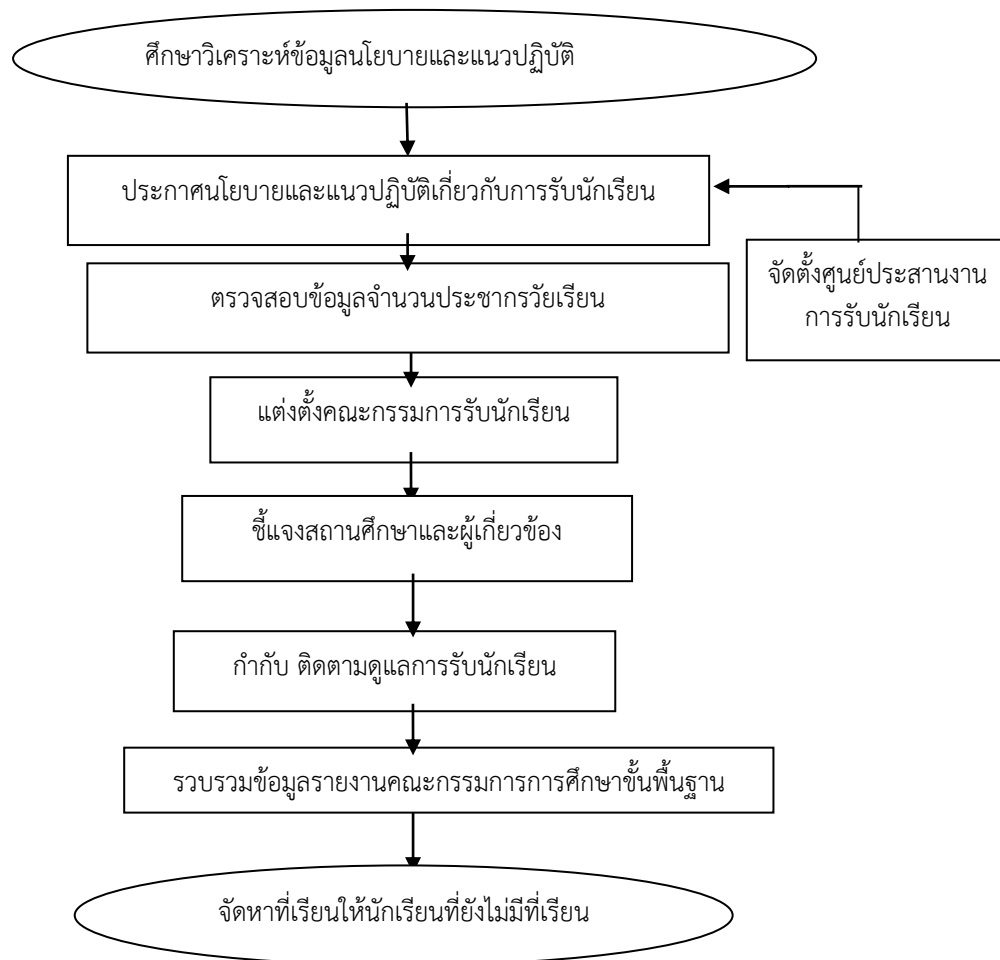 ศึกษาวิเคราะห์ข้อมูลนโยบายและแนวปฏิบัติ
ประกาศนโยบายและแนวปฏิบัติเกี่ยวกับการรับนักเรียน
จัดตั้งศูนย์ประสานงาน
การรับนักเรียน
ตรวจสอบข้อมูลจำนวนประชากรวัยเรียน
แต่งตั้งคณะกรรมการรับนักเรียน
ชี้แจงสถานศึกษาและผู้เกี่ยวข้อง
กำกับ ติดตามดูแลการรับนักเรียน
รวบรวมข้อมูลรายงานคณะกรรมการการศึกษาขั้นพื้นฐาน
จัดหาที่เรียนให้นักเรียนที่ยังไม่มีที่เรียน